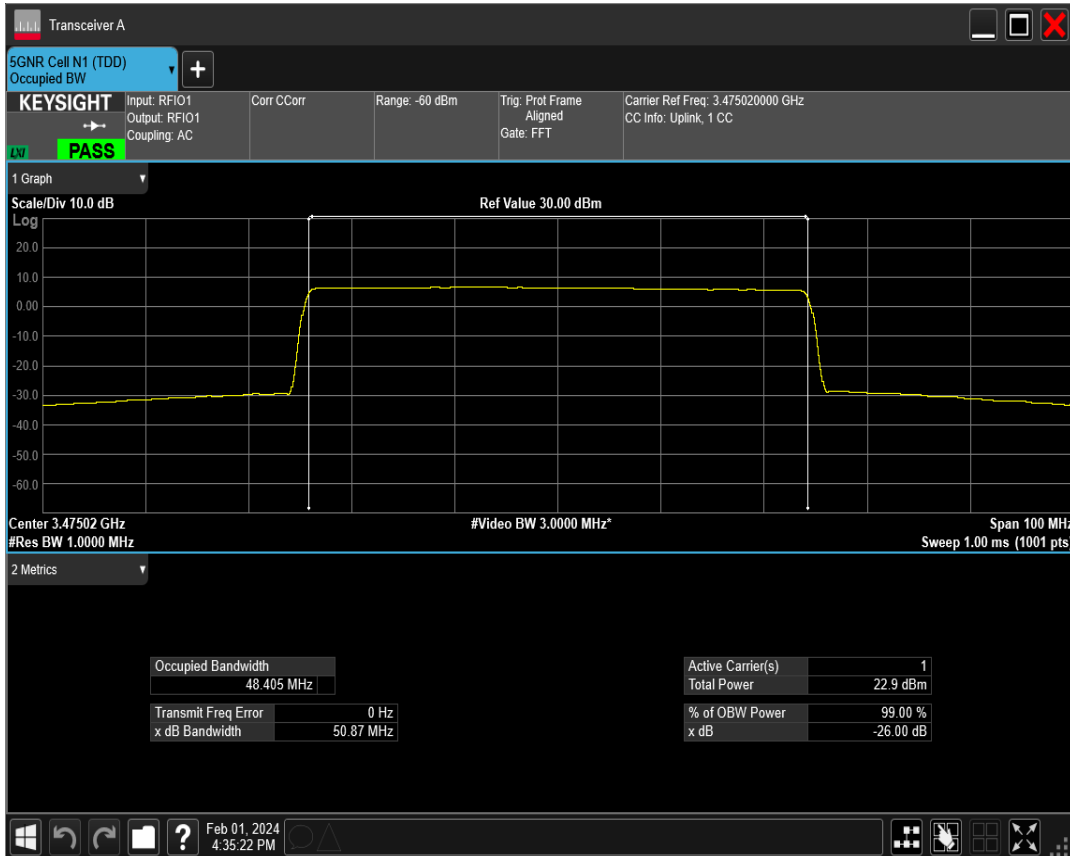 Transceiver A
5GNR Cell N1 (TDD)
Occupied BW
+
KEYSIGHT
LXI
PASS
Input: RFIO1
Output: RFIO1
Coupling: AC
Corr CCorr
Range: -60 dBm
Trig: Prot Frame
Aligned
Gate: FFT
Carrier Ref Freq: 3.475020000 GHz
CC Info: Uplink, 1 CC
1 Graph
Scale/Div 10.0 dB
Ref Value 30.00 dBm
Log
20.0
10.0
0.00
-10.0
-20.0
-30.0
-40.0
-50.0
-60.0
Center 3.47502 GHz
#Video BW 3.0000 MHz*
Span 100 MHz
#Res BW 1.0000 MHz
Sweep 1.00 ms (1001 pts)
2 Metrics
Occupied Bandwidth
48.405 MHz
Transmit Freq Error 0 Hz
x dB Bandwidth 50.87 MHz
Active Carrier(s) 1
Total Power 22.9 dBm
% of OBW Power 99.00 %
x dB -26.00 dB
?
Feb 01, 2024
4:35:22 PM